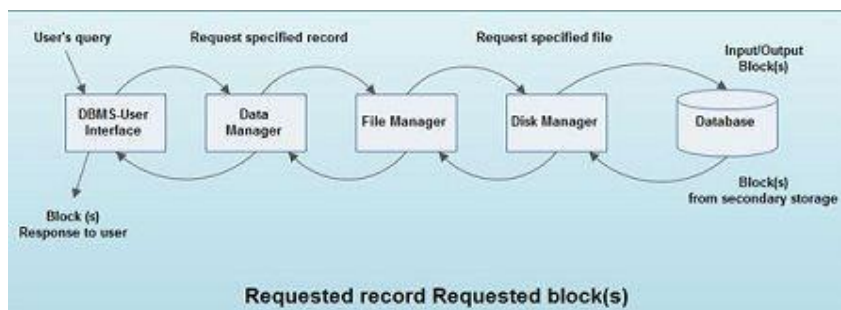 User's query
Request specified record
Request specified file
Input/Output
Block(s)
DBMS-User
Interface
Data
Manager
File Manager
Disk Manager
Database
Block (s)
Response to user
Block(s)
from secondary storage
Requested record Requested block(s)